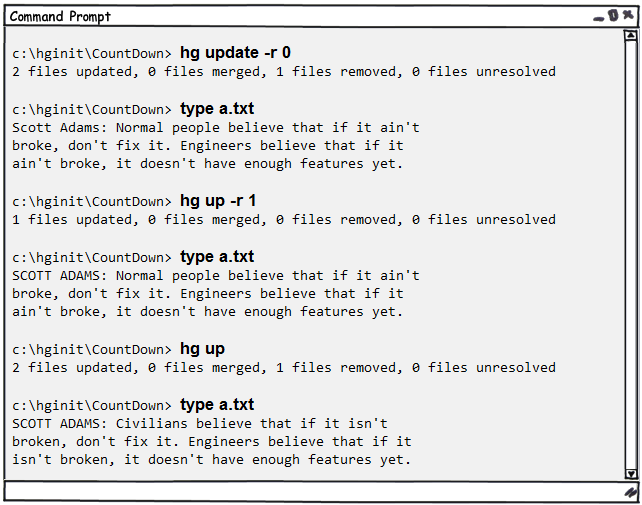 Command Prompt
c:\hginit\CountDown> hg update -r 0
2 files updated, 0 files merged, 1 files removed, 0 files unresolved
c:\hginit\CountDown> type a.txt
Scott Adams: Normal people believe that if it ain't
broke, don't fix it. Engineers believe that if it
ain't broke, it doesn't have enough features yet.
c:\hginit\CountDown> hg up -r 1
1 files updated, 0 files merged, 0 files removed, 0 files unresolved
c:\hginit\CountDown> type a.txt
SCOTT ADAMS: Normal people believe that if it ain't
broke, don't fix it. Engineers believe that if it
ain't broke, it doesn't have enough features yet.
c:\hginit\CountDown> hg up
2 files updated, 0 files merged, 1 files removed, 0 files unresolved
c:\hginit\CountDown> type a.txt
SCOTT ADAMS: Civilians believe that if it isn't
broken, don't fix it. Engineers believe that if it
isn't broken, it doesn't have enough features yet.